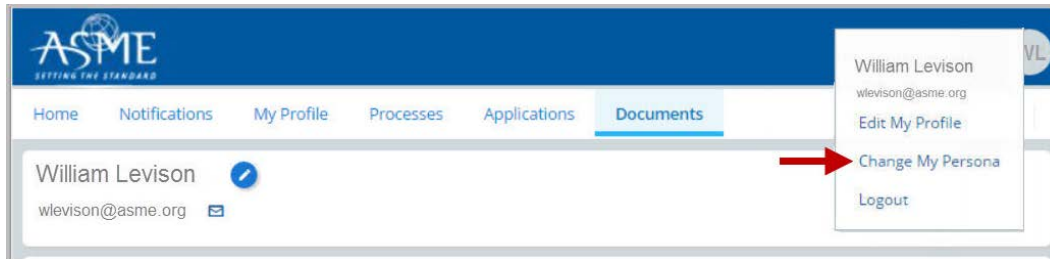 ASME
SETTING THE STANDARD
WL
William Levison
wlevison@asme.org
Edit My Profile
Change My Persona
Logout
Home Notifications My Profile Processes Applications Documents
William Levison
wlevison@asme.org